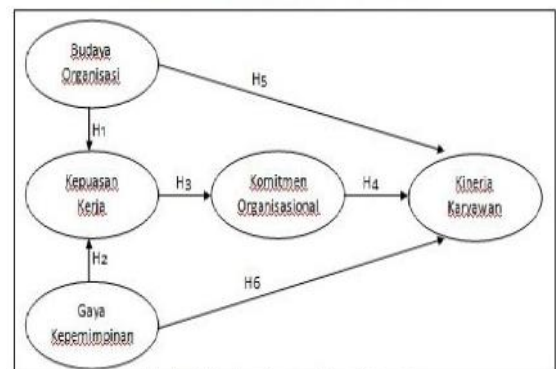 Budaya
Organisasi
H5
H1
Kepuasan
Kerja
H3
Komitmen
Organisasional
H4
Kinerja
Karyawan
H2
H6
Gaya
Kepemimpinan